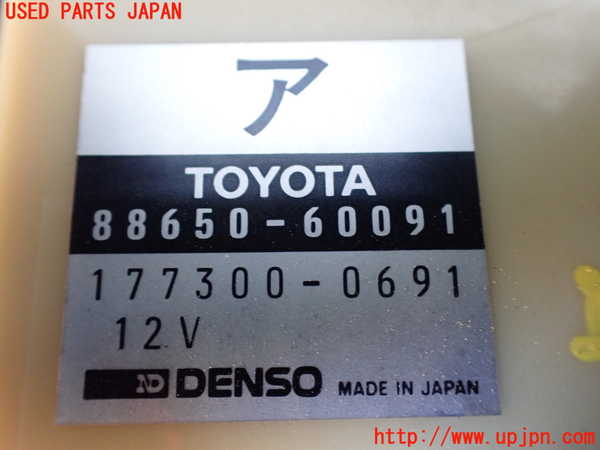 USED PARTS JAPAN
ア
TOYOTA
88650-60091
177300-0691
12V
ND DENSO MADE IN JAPAN
http://www.upjpn.com/